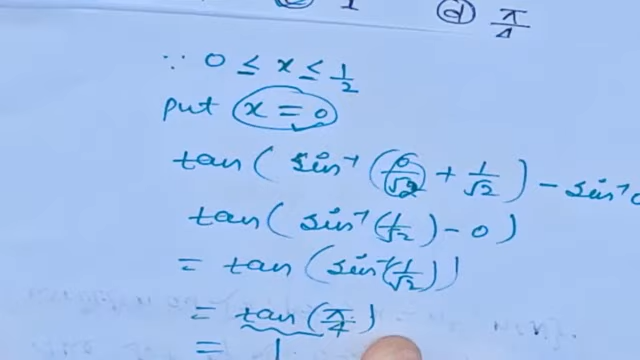 1 (d) π/4
∵ 0 ≤ x ≤ 1/2
put x = 0
tan( sin⁻¹ (0/√2 + 1/√2) - sin⁻¹ 0
tan( sin⁻¹ (1/√2) - 0 )
= tan ( sin⁻¹(1/√2) )
= tan (π/4)
= 1